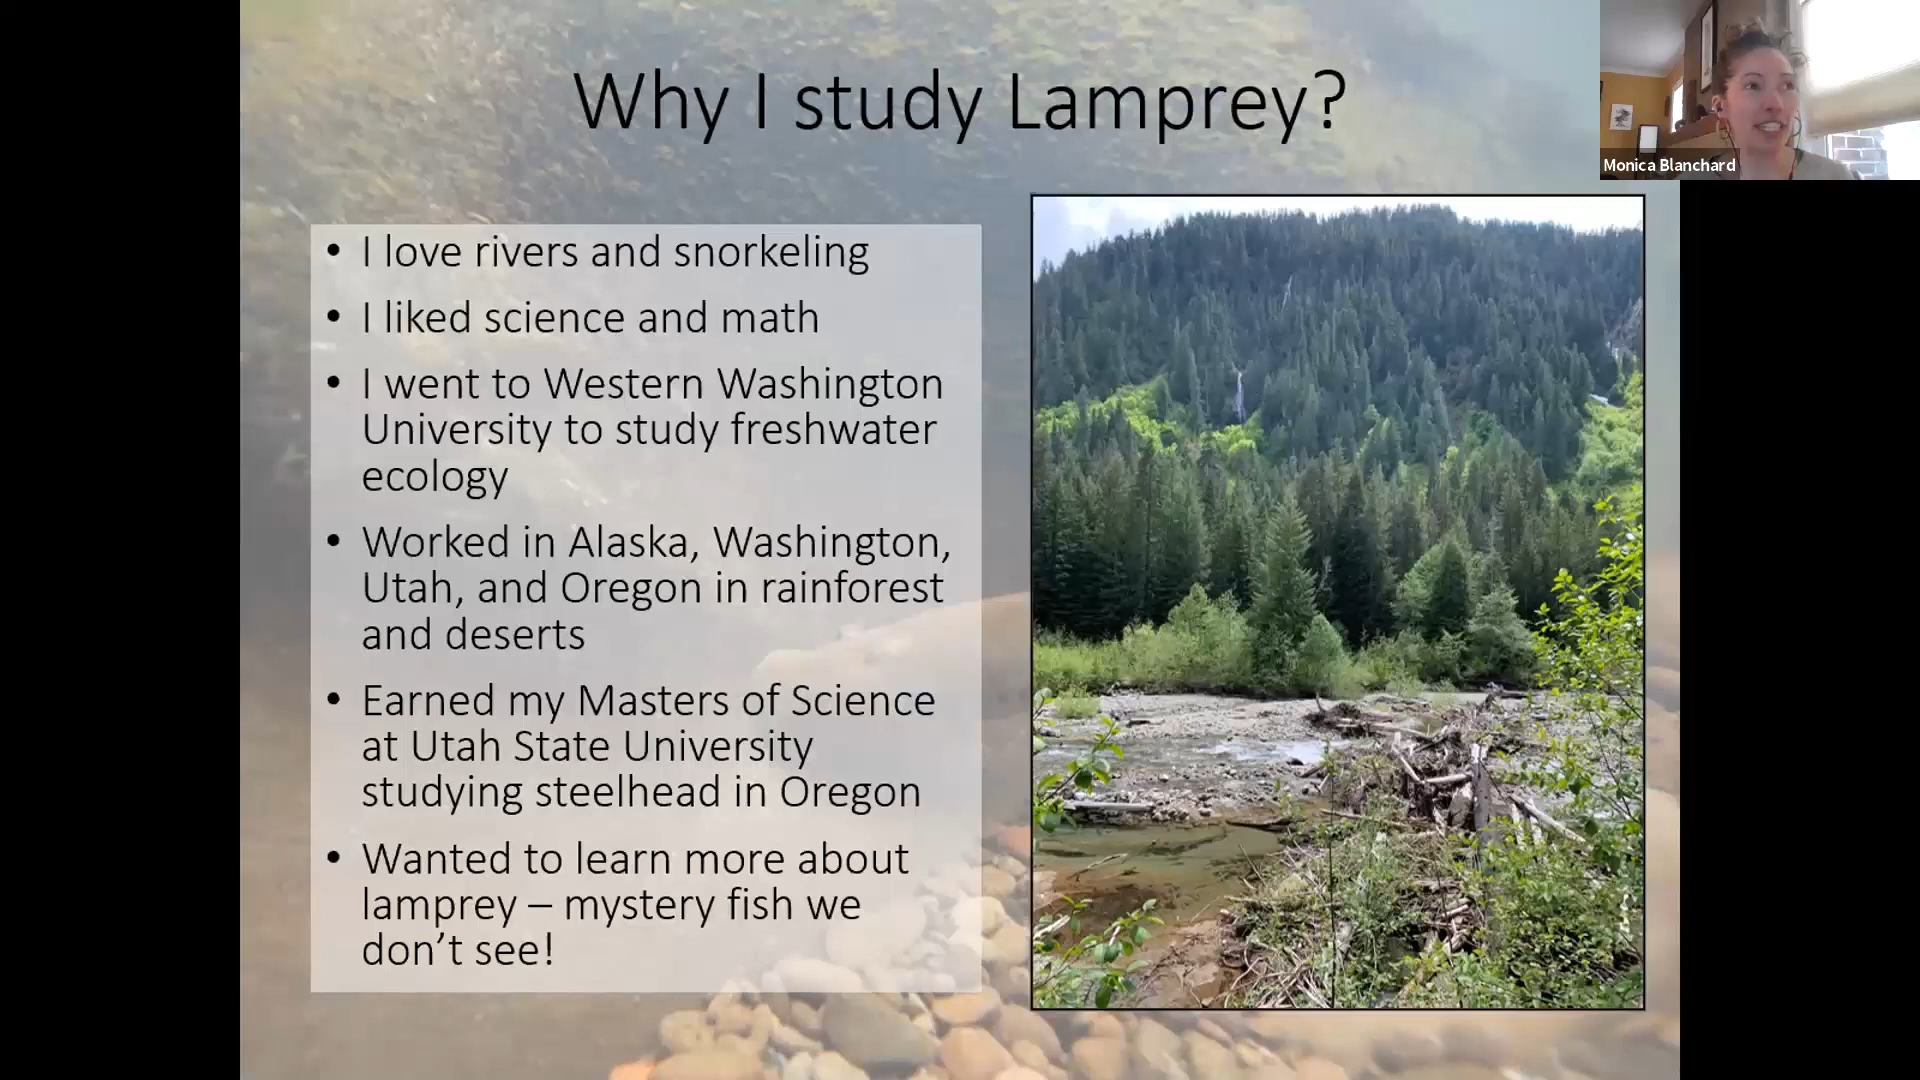 Why I study Lamprey?
Monica Blanchard
• I love rivers and snorkeling
• I liked science and math
• I went to Western Washington
University to study freshwater
ecology
• Worked in Alaska, Washington,
Utah, and Oregon in rainforest
and deserts
• Earned my Masters of Science
at Utah State University
studying steelhead in Oregon
• Wanted to learn more about
lamprey – mystery fish we
don’t see!